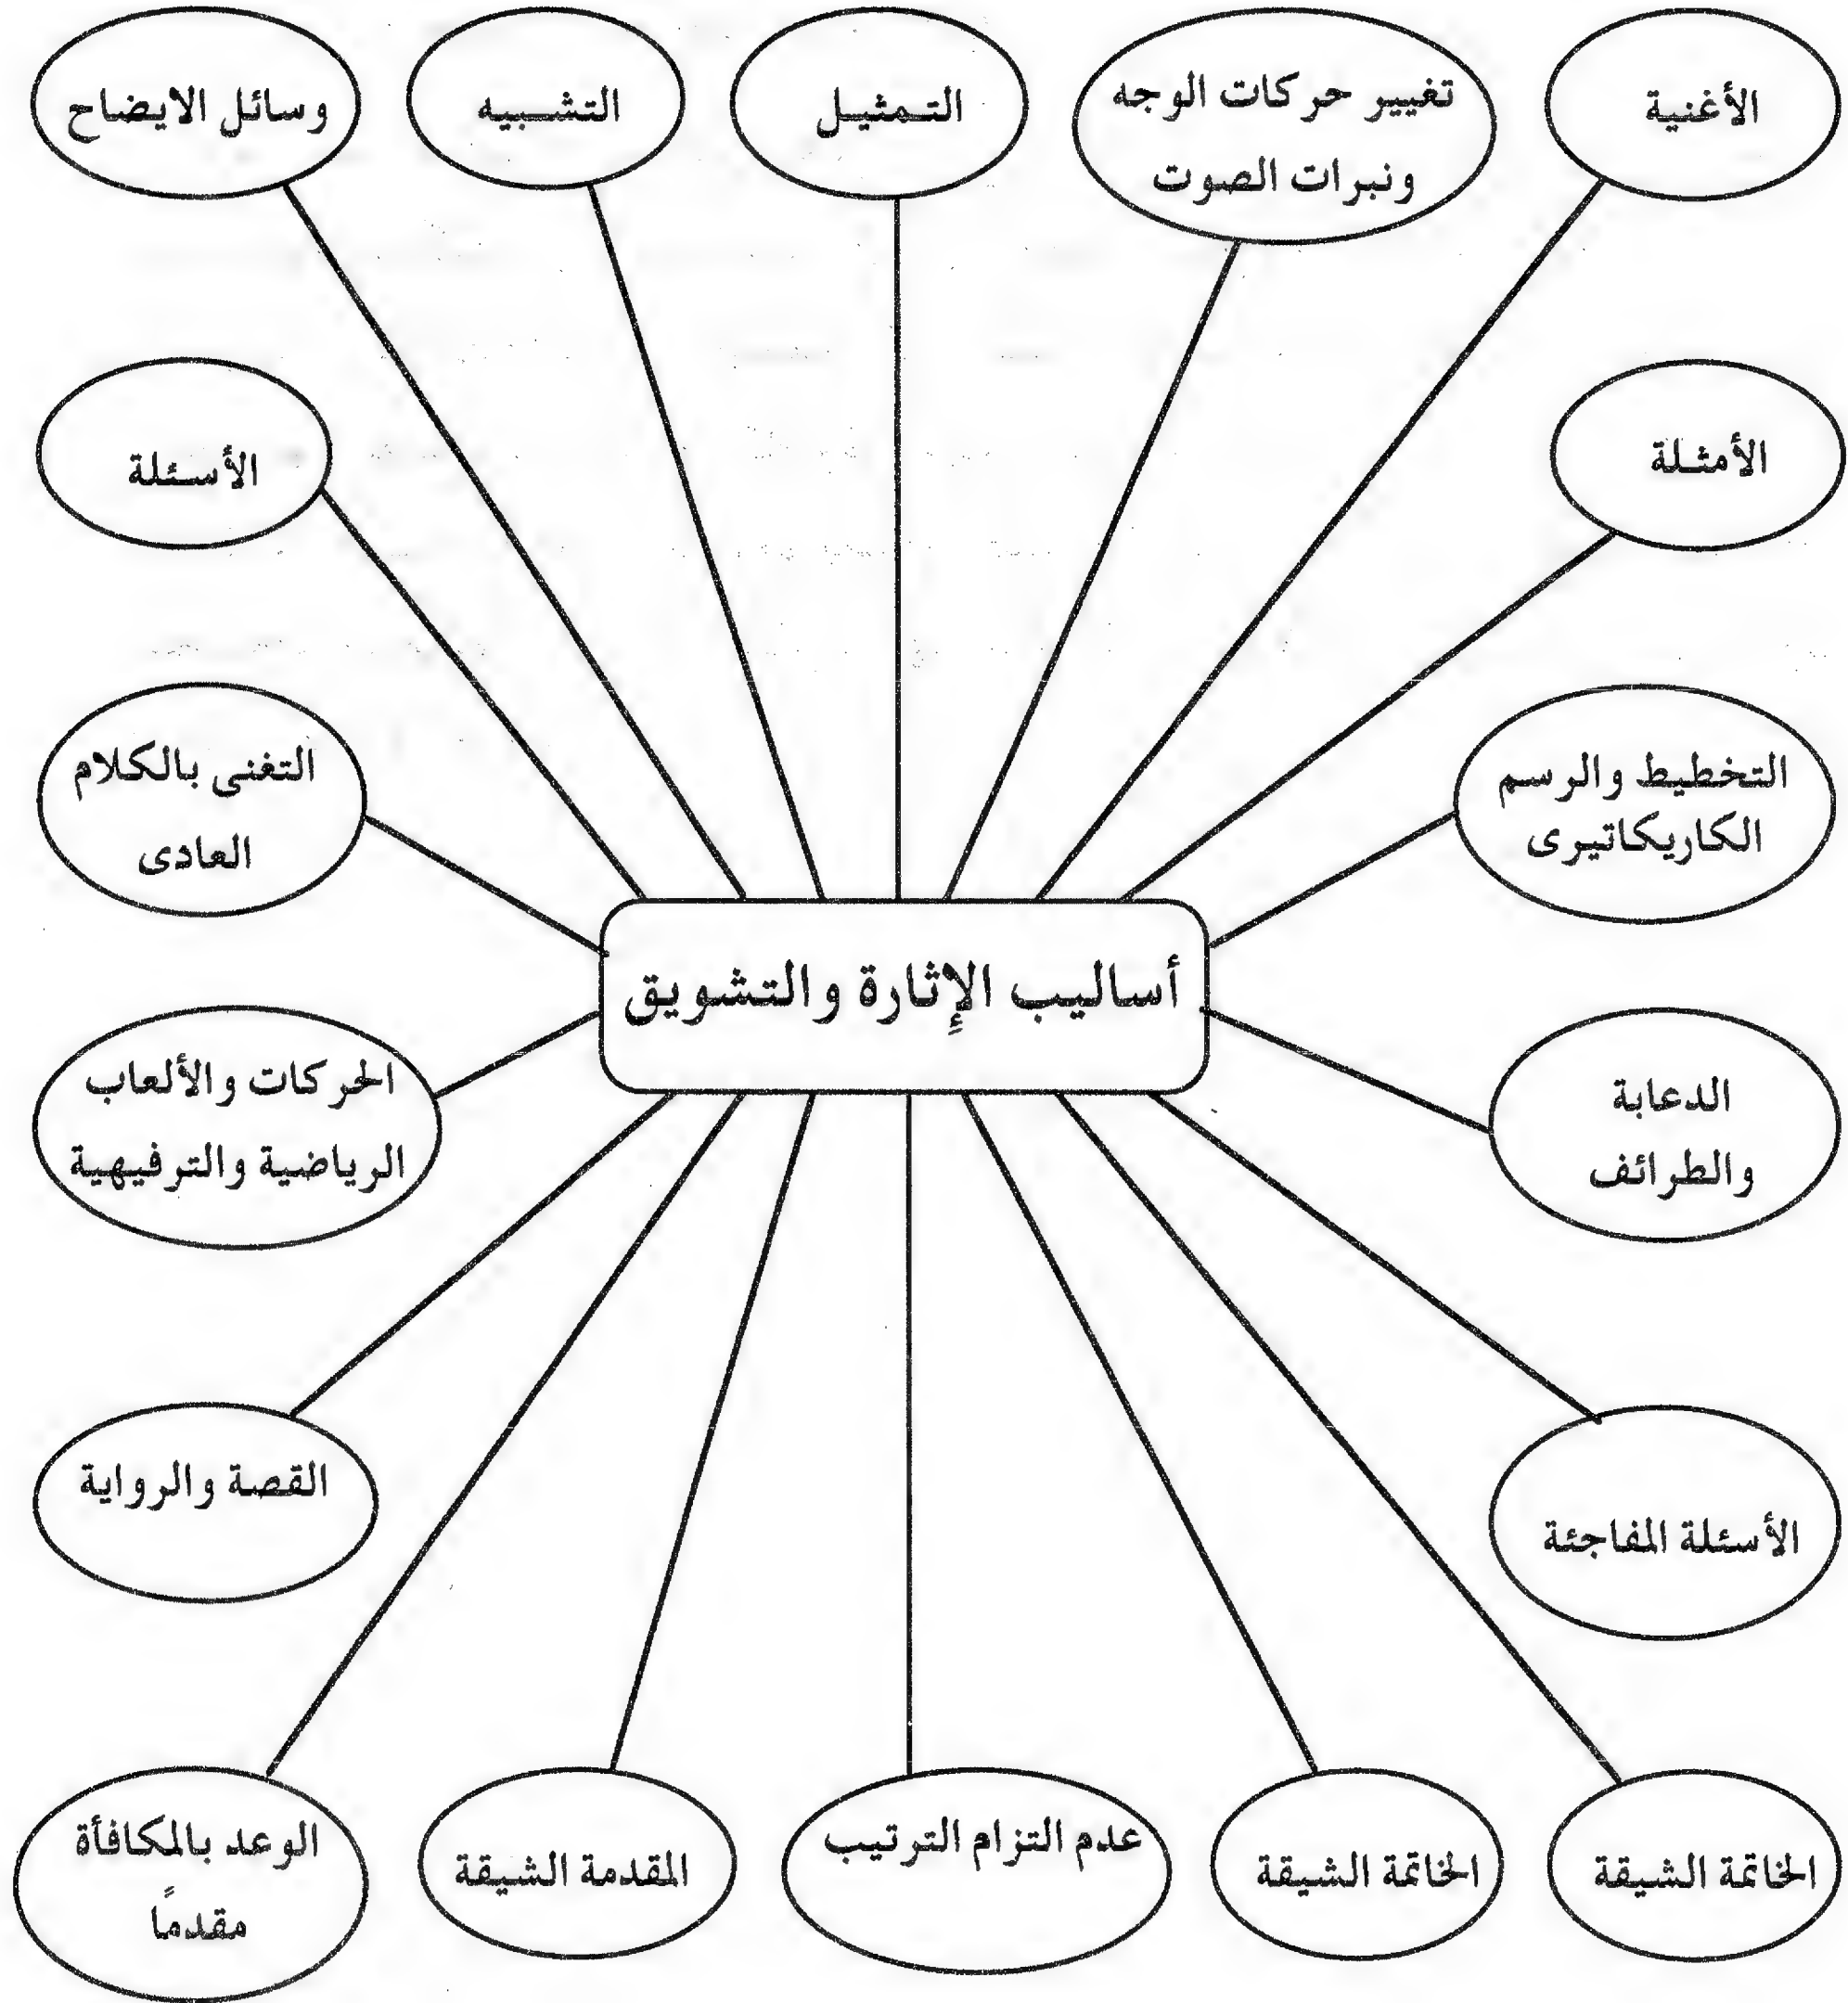 الأغنية
تغيير حركات الوجه
ونبرات الصوت
التمثيل
التشبيه
وسائل الايضاح
الأمثلة
الأسئلة
التخطيط والرسم
الكاريكاتيرى
التغنى بالكلام
العادى
أساليب الإثارة والتشويق
الدعابة
والطرائف
الحركات والألعاب
الرياضية والترفيهية
الأسئلة المفاجئة
القصة والرواية
الخاتمة الشيقة
الخاتمة الشيقة
عدم التزام الترتيب
المقدمة الشيقة
الوعد بالمكافأة
مقدماً